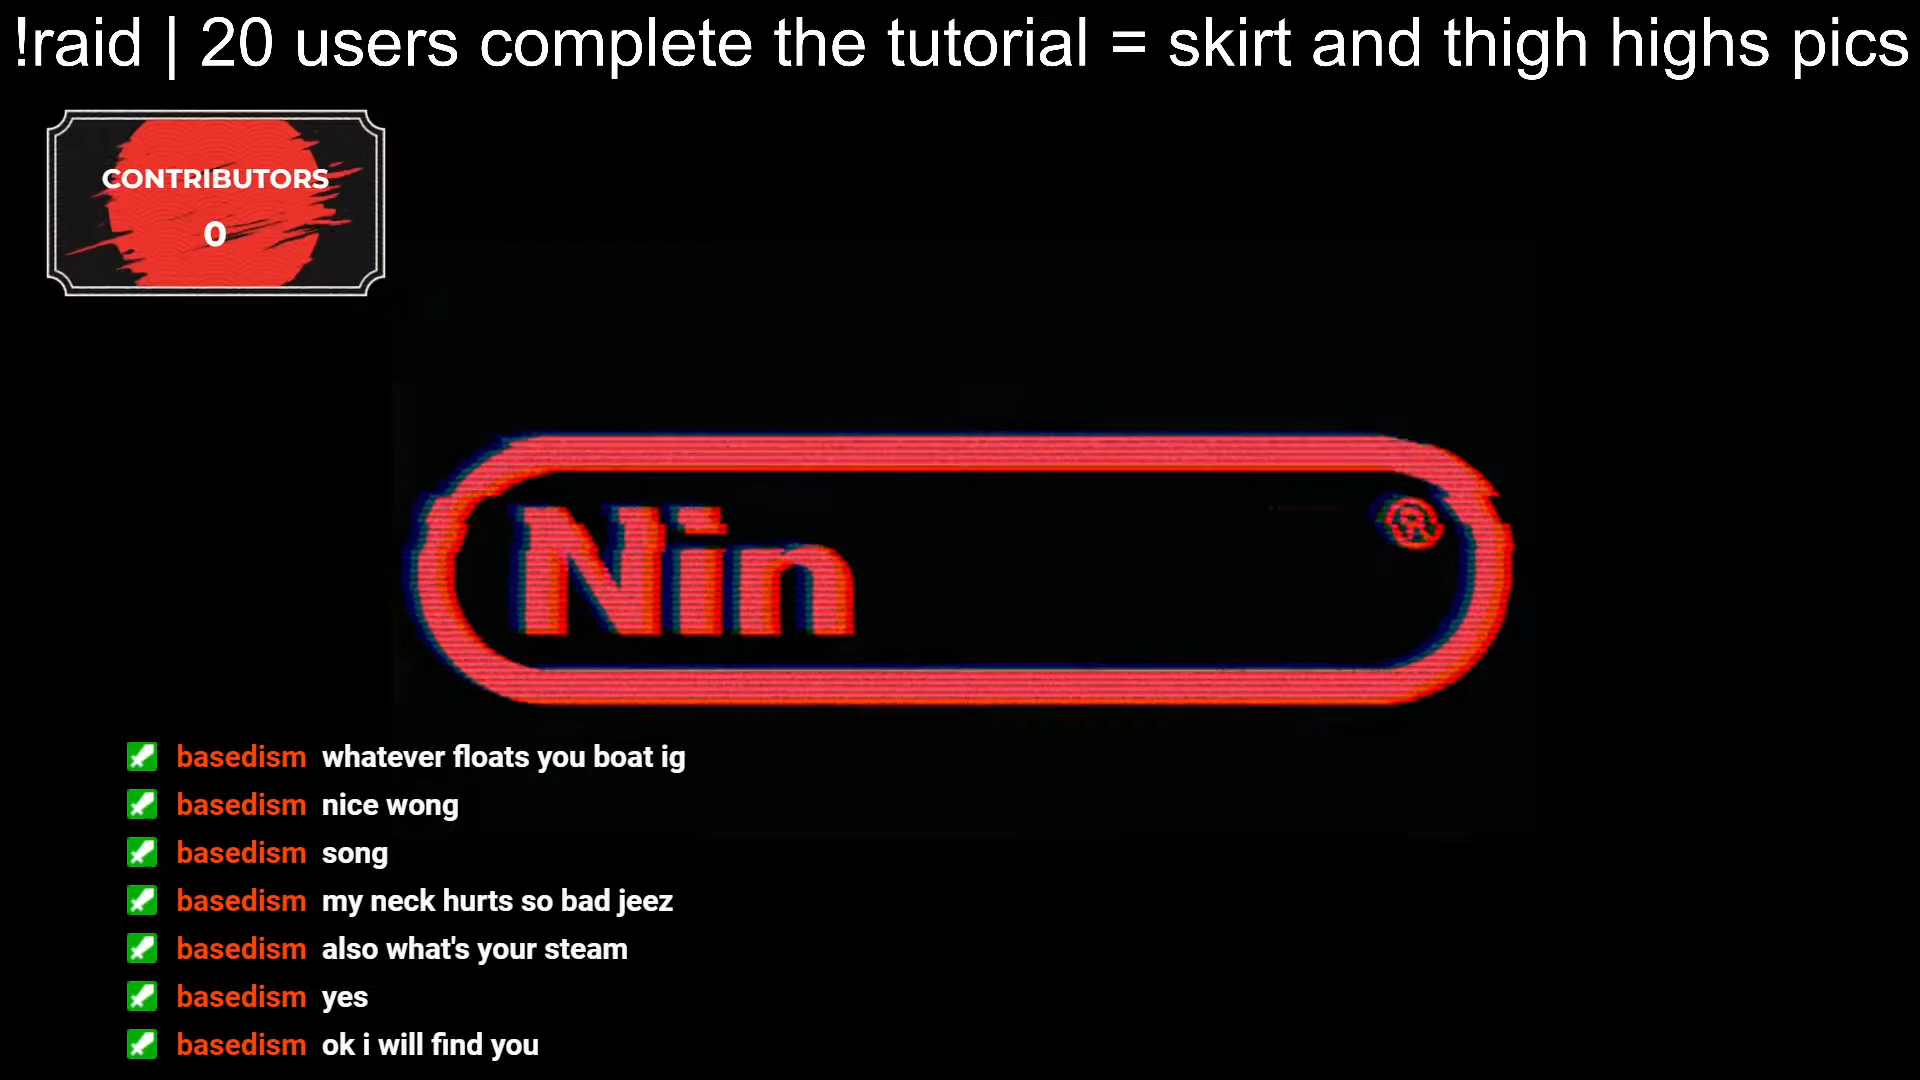 !raid | 20 users complete the tutorial = skirt and thigh highs pics
CONTRIBUTORS
0
Nin ®
basedism whatever floats you boat ig
basedism nice wong
basedism song
basedism my neck hurts so bad jeez
basedism also what's your steam
basedism yes
basedism ok i will find you